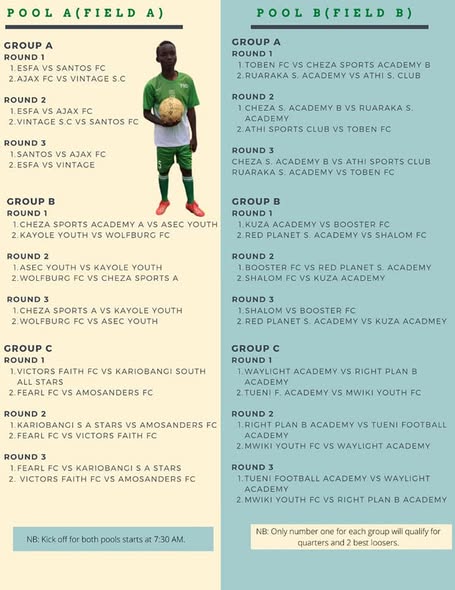 POOL A(FIELD A)
GROUP A
ROUND 1
1.ESFA VS SANTOS FC
2.AJAX FC VS VINTAGE S.C
ROUND 2
1.ESFA VS AJAX FC
2.VINTAGE S.C VS SANTOS FC
ROUND 3
1.SANTOS VS AJAX FC
2.ESFA VS VINTAGE
GROUP B
ROUND 1
1.CHEZA SPORTS ACADEMY A VS ASEC YOUTH
2.KAYOLE YOUTH VS WOLFBURG FC
ROUND 2
1.ASEC YOUTH VS KAYOLE YOUTH
2.WOLFBURG FC VS CHEZA SPORTS A
ROUND 3
1.CHEZA SPORTS A VS KAYOLE YOUTH
2.WOLFBURG FC VS ASEC YOUTH
GROUP C
ROUND 1
1.VICTORS FAITH FC VS KARIOBANGI SOUTH
ALL STARS
2.FEARL FC VS AMOSANDERS FC
ROUND 2
1.KARIOBANGI S A STARS VS AMOSANDERS FC
2.FEARL FC VS VICTORS FAITH FC
ROUND 3
1.FEARL FC VS KARIOBANGI S A STARS
2. VICTORS FAITH FC VS AMOSANDERS FC
NB: Kick off for both pools starts at 7:30 AM.
POOL B(FIELD B)
GROUP A
ROUND 1
1.TOBEN FC VS CHEZA SPORTS ACADEMY B
2.RUARAKA S. ACADEMY VS ATHI S. CLUB
ROUND 2
1.CHEZA S. ACADEMY B VS RUARAKA S.
ACADEMY
2.ATHI SPORTS CLUB VS TOBEN FC
ROUND 3
CHEZA S. ACADEMY B VS ATHI SPORTS CLUB
RUARAKA S. ACADEMY VS TOBEN FC
GROUP B
ROUND 1
1.KUZA ACADEMY VS BOOSTER FC
2.RED PLANET S. ACADEMY VS SHALOM FC
ROUND 2
1.BOOSTER FC VS RED PLANET S. ACADEMY
2.SHALOM FC VS KUZA ACADEMY
ROUND 3
1.SHALOM VS BOOSTER FC
2.RED PLANET S. ACADEMY VS KUZA ACADMEY
GROUP C
ROUND 1
1.WAYLIGHT ACADEMY VS RIGHT PLAN B
ACADEMY
2.TUENI F. ACADEMY VS MWIKI YOUTH FC
ROUND 2
1.RIGHT PLAN B ACADEMY VS TUENI FOOTBALL
ACADEMY
2.MWIKI YOUTH FC VS WAYLIGHT ACADEMY
ROUND 3
1.TUENI FOOTBALL ACADEMY VS WAYLIGHT
ACADEMY
2.MWIKI YOUTH FC VS RIGHT PLAN B ACADEMY
NB: Only number one for each group will qualify for
quarters and 2 best loosers.